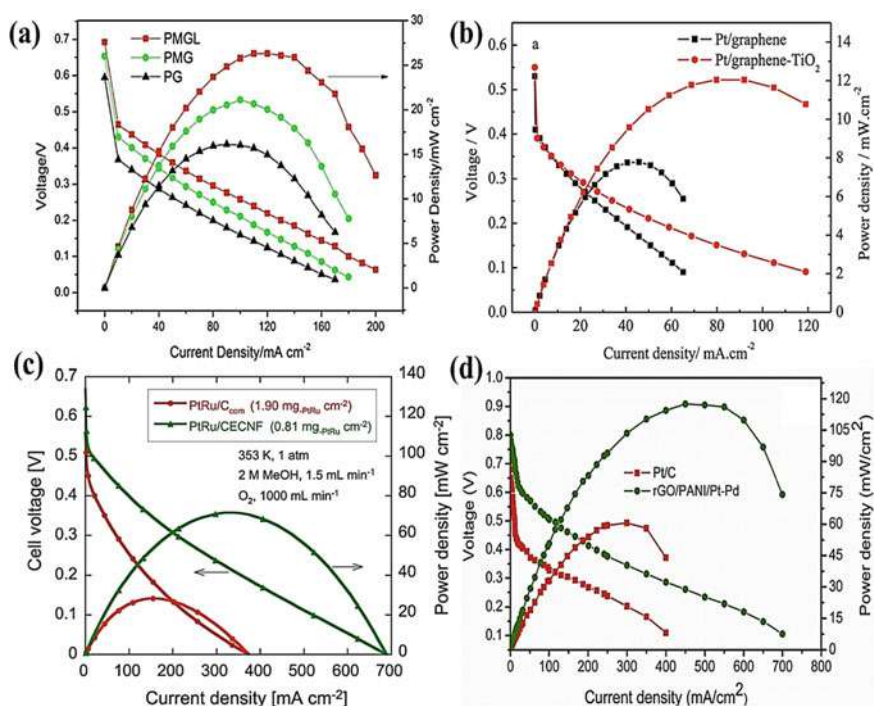 (a)
PMGL
PMG
PG
0.7
0.6
0.5
0.4
0.3
0.2
0.1
0.0
Voltage/V
30
25
20
15
10
5
0
Power Density/mW cm-2
0 40 80 120 160 200
Current Density/mA cm-2
(b)
a
Pt/graphene
Pt/graphene-TiO2
0.6
0.5
0.4
0.3
0.2
0.1
0.0
Voltage / V
14
12
10
8
6
4
2
0
Power density / mW.cm-2
0 20 40 60 80 100 120
Current density/ mA.cm-2
(c)
PtRu/Ccom (1.90 mg-PtRu cm-2)
PtRu/CECNF (0.81 mg-PtRu cm-2)
353 K, 1 atm
2 M MeOH, 1.5 mL min-1
O2, 1000 mL min-1
0.7
0.6
0.5
0.4
0.3
0.2
0.1
0
Cell voltage [V]
140
120
100
80
60
40
20
0
Power density [mW cm-2]
0 100 200 300 400 500 600 700
Current density [mA cm-2]
(d)
Pt/C
rGO/PANI/Pt-Pd
1.0
0.9
0.8
0.7
0.6
0.5
0.4
0.3
0.2
0.1
Voltage (V)
120
105
90
75
60
45
30
15
0
Power density (mW/cm2)
0 100 200 300 400 500 600 700 800
Current density (mA/cm2)